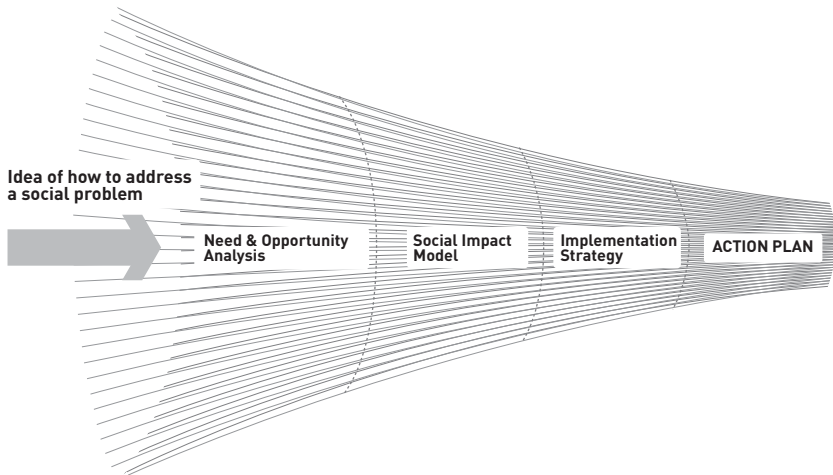 Idea of how to address
a social problem
Need & Opportunity
Analysis
Social Impact
Model
Implementation
Strategy
ACTION PLAN